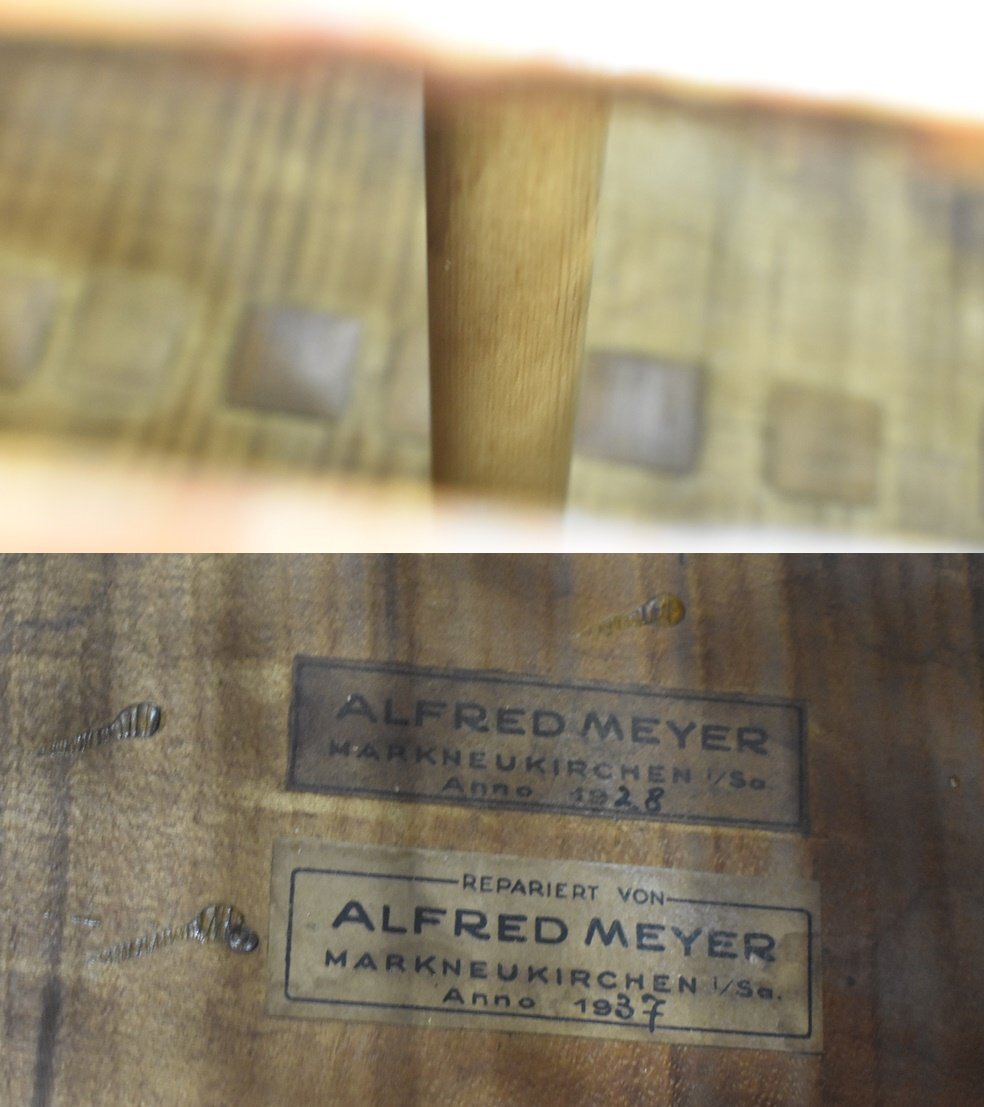 ALFRED MEYER
MARKNEUKIRCHEN i/Sa.
Anno 1928
REPARIERT VON
ALFRED MEYER
MARKNEUKIRCHEN i/Sa.
Anno 1937